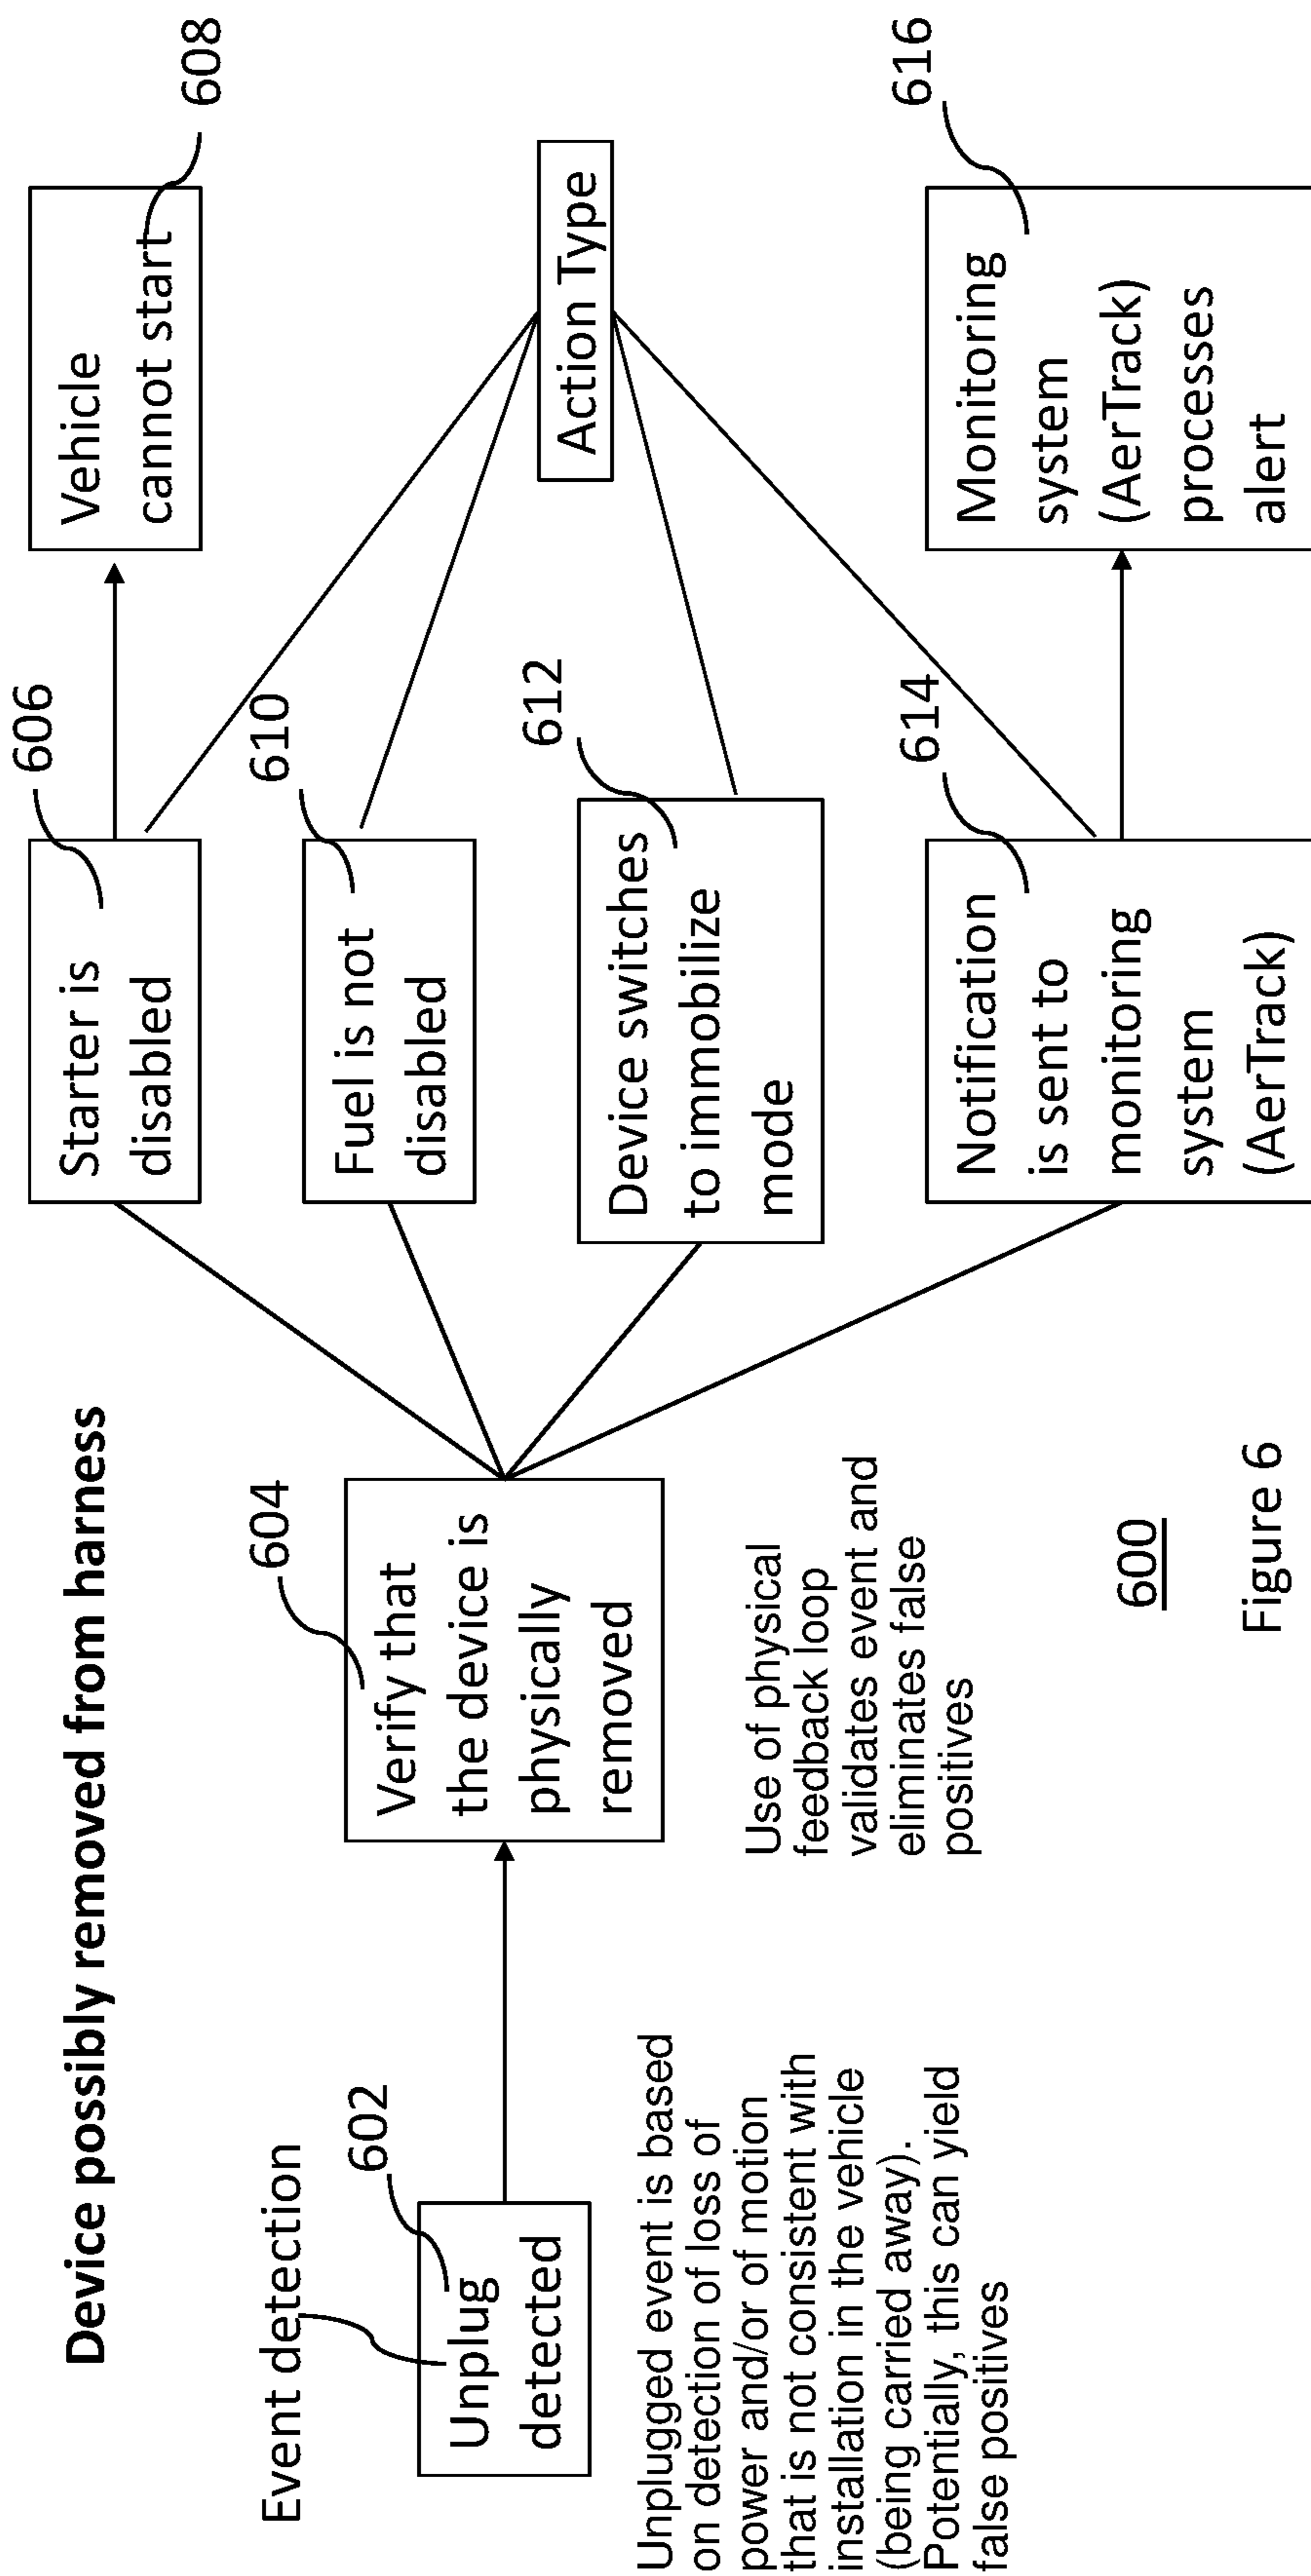 Device possibly removed from harness
Event detection
602
Unplug
detected
Unplugged event is based
on detection of loss of
power and/or of motion
that is not consistent with
installation in the vehicle
(being carried away).
Potentially, this can yield
false positives
604
Verify that
the device is
physically
removed
Use of physical
feedback loop
validates event and
eliminates false
positives
606
Starter is
disabled
610
Fuel is not
disabled
612
Device switches
to immobilize
mode
614
Notification
is sent to
monitoring
system
(AerTrack)
608
Vehicle
cannot start
Action Type
616
Monitoring
system
(AerTrack)
processes
alert
600
Figure 6